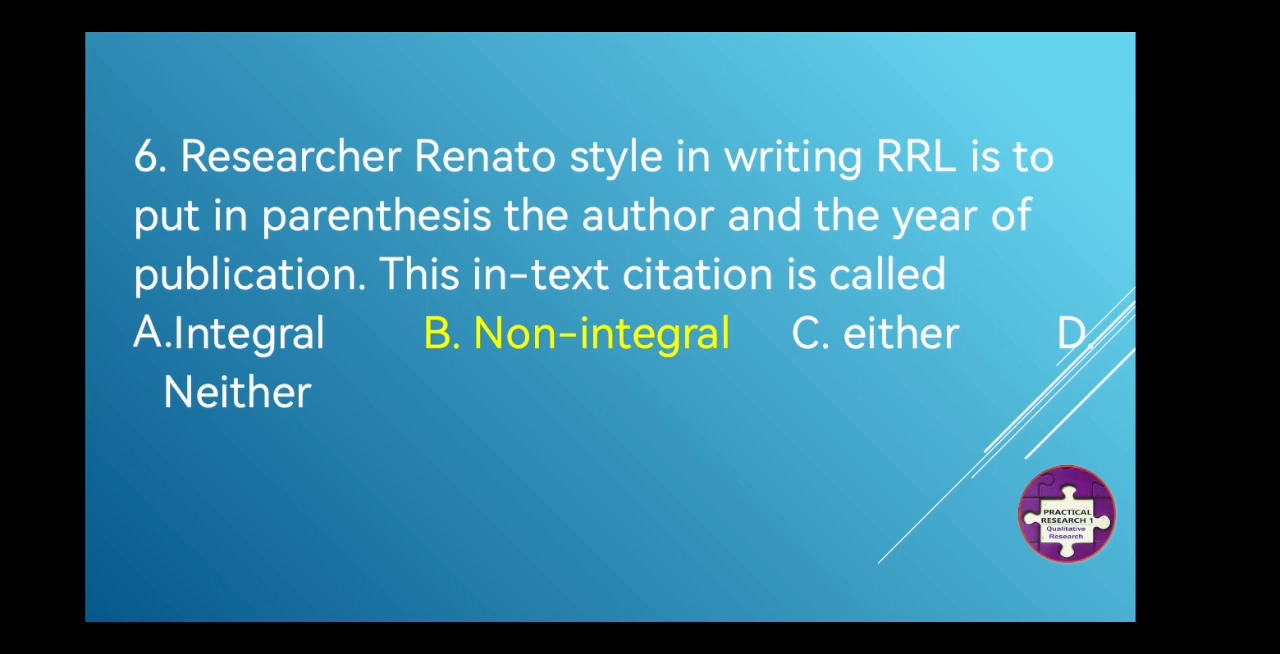 6. Researcher Renato style in writing RRL is to
put in parenthesis the author and the year of
publication. This in-text citation is called
A.Integral B. Non-integral C. either D.
Neither
PRACTICAL
RESEARCH 1
Qualitative
Research